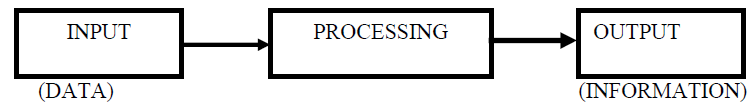 INPUT PROCESSING OUTPUT
(DATA) (INFORMATION)